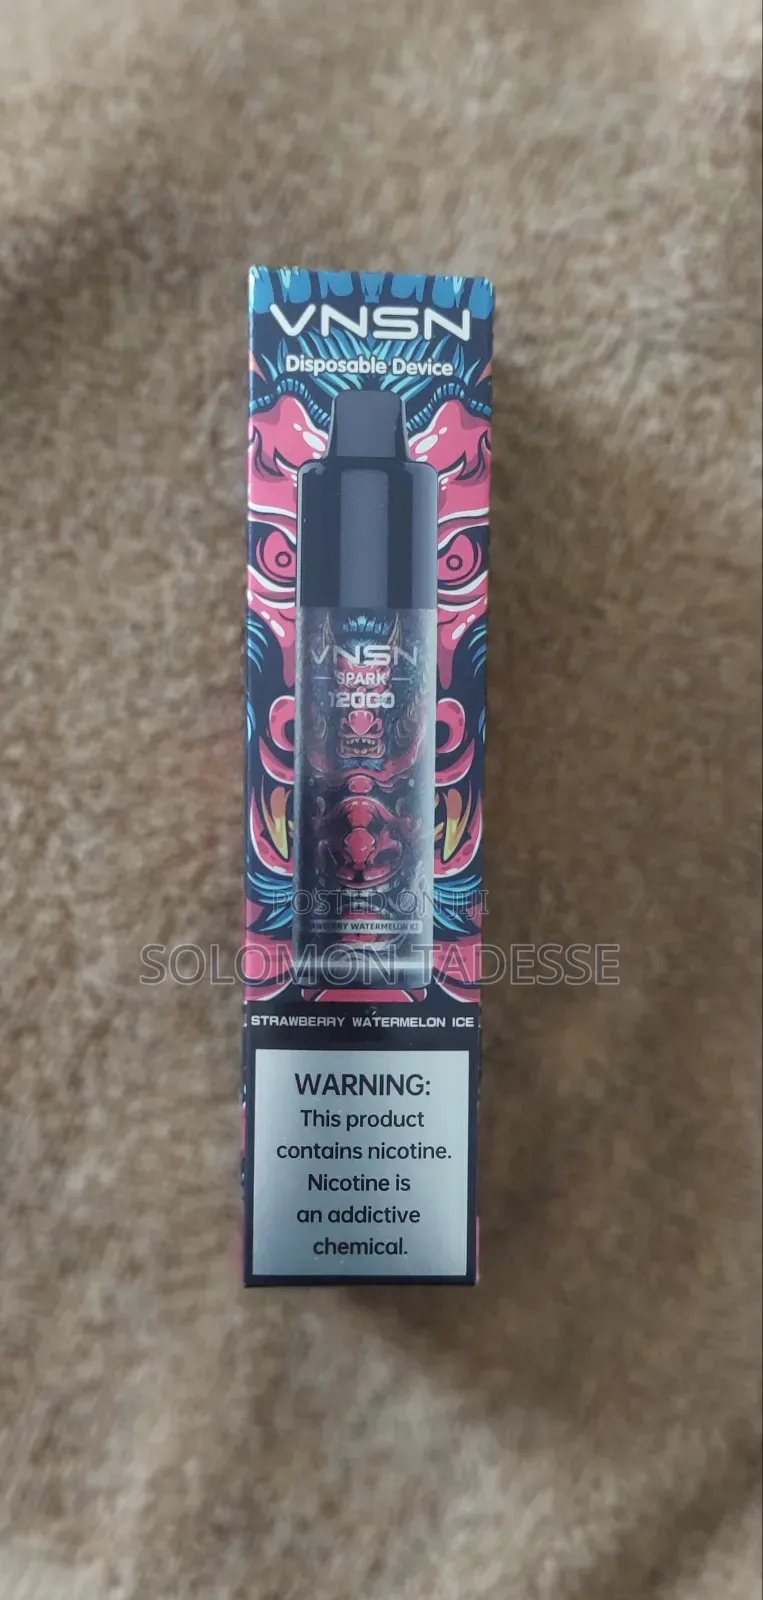 VNSN
Disposable Device
VNSN
SPARK
12000
POSTED ON JIJI
WATERMELON
SOLOMON TADESSE
STRAWBERRY WATERMELON ICE
WARNING:
This product
contains nicotine.
Nicotine is
an addictive
chemical.